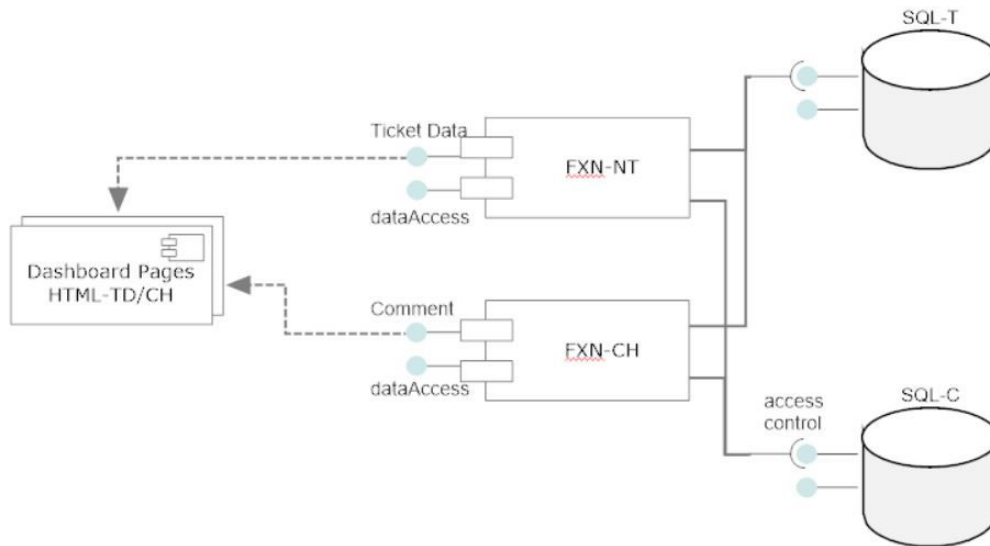 SQL-T
Ticket Data
FXN-NT
dataAccess
Dashboard Pages
HTML-TD/CH
Comment
FXN-CH
dataAccess
access
control
SQL-C